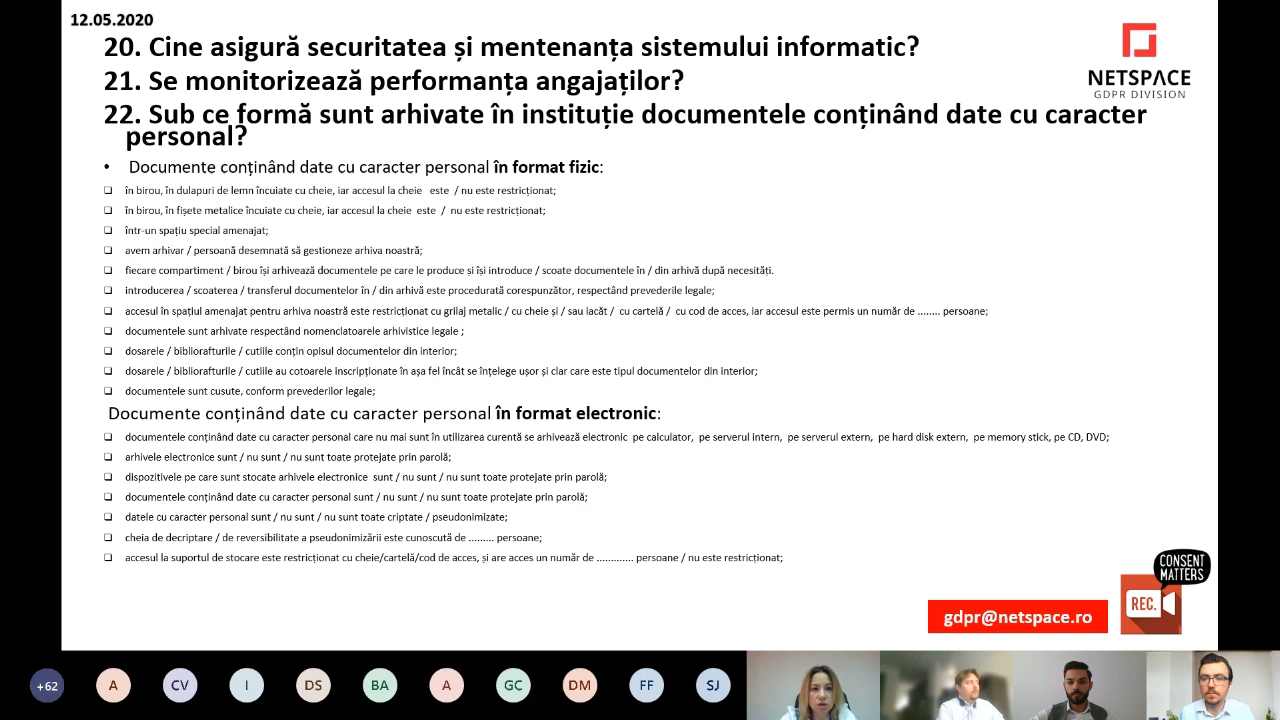 12.05.2020
20. Cine asigură securitatea și mentenanța sistemului informatic?
21. Se monitorizează performanța angajaților?
22. Sub ce formă sunt arhivate în instituție documentele conținând date cu caracter
personal?
NETSPACE
GDPR DIVISION
• Documente conținând date cu caracter personal în format fizic:
❑ în birou, în dulapuri de lemn încuiate cu cheie, iar accesul la cheie este / nu este restricționat;
❑ în birou, în fișete metalice încuiate cu cheie, iar accesul la cheie este / nu este restricționat;
❑ într-un spațiu special amenajat;
❑ avem arhivar / persoană desemnată să gestioneze arhiva noastră;
❑ fiecare compartiment / birou își arhivează documentele pe care le produce și își introduce / scoate documentele în / din arhivă după necesități.
❑ introducerea / scoaterea / transferul documentelor în / din arhivă este procedurată corespunzător, respectând prevederile legale;
❑ accesul în spațiul amenajat pentru arhiva noastră este restricționat cu grilaj metalic / cu cheie și / sau lacăt / cu cartelă / cu cod de acces, iar accesul este permis un număr de ........ persoane;
❑ documentele sunt arhivate respectând nomenclatoarele arhivistice legale ;
❑ dosarele / bibliorafturile / cutiile conțin opisul documentelor din interior;
❑ dosarele / bibliorafturile / cutiile au cotoarele inscripționate în așa fel încât se înțelege ușor și clar care este tipul documentelor din interior;
❑ documentele sunt cusute, conform prevederilor legale;
Documente conținând date cu caracter personal în format electronic:
❑ documentele conținând date cu caracter personal care nu mai sunt în utilizarea curentă se arhivează electronic pe calculator, pe serverul intern, pe serverul extern, pe hard disk extern, pe memory stick, pe CD, DVD;
❑ arhivele electronice sunt / nu sunt / nu sunt toate protejate prin parolă;
❑ dispozitivele pe care sunt stocate arhivele electronice sunt / nu sunt / nu sunt toate protejate prin parolă;
❑ documentele conținând date cu caracter personal sunt / nu sunt / nu sunt toate protejate prin parolă;
❑ datele cu caracter personal sunt / nu sunt / nu sunt toate criptate / pseudonimizate;
❑ cheia de decriptare / de reversibilitate a pseudonimizării este cunoscută de ......... persoane;
❑ accesul la suportul de stocare este restricționat cu cheie/cartelă/cod de acces, și are acces un număr de ............. persoane / nu este restricționat;
CONSENT
MATTERS
REC.
gdpr@netspace.ro
+62 A CV I DS BA A GC DM FF SJ